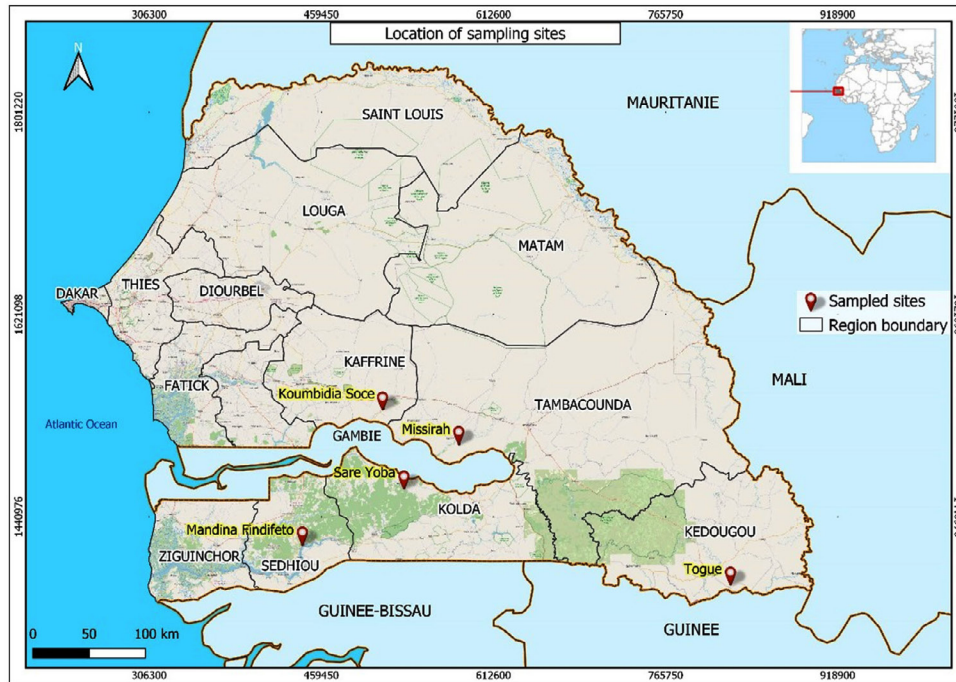 306300 459450 612600 765750 918900
Location of sampling sites
N
MAURITANIE
1801220
SAINT LOUIS
LOUGA
MATAM
THIES
DAKAR
DIOURBEL
1621098
Sampled sites
Region boundary
KAFFRINE
MALI
FATICK
Koumbidia Soce
TAMBACOUNDA
Atlantic Ocean
Missirah
GAMBIE
Sare Yoba
KOLDA
1440976
Mandina Findifeto
KEDOUGOU
ZIGUINCHOR
SEDHIOU
Togue
GUINEE-BISSAU
GUINEE
0 50 100 km
306300 459450 612600 765750 918900